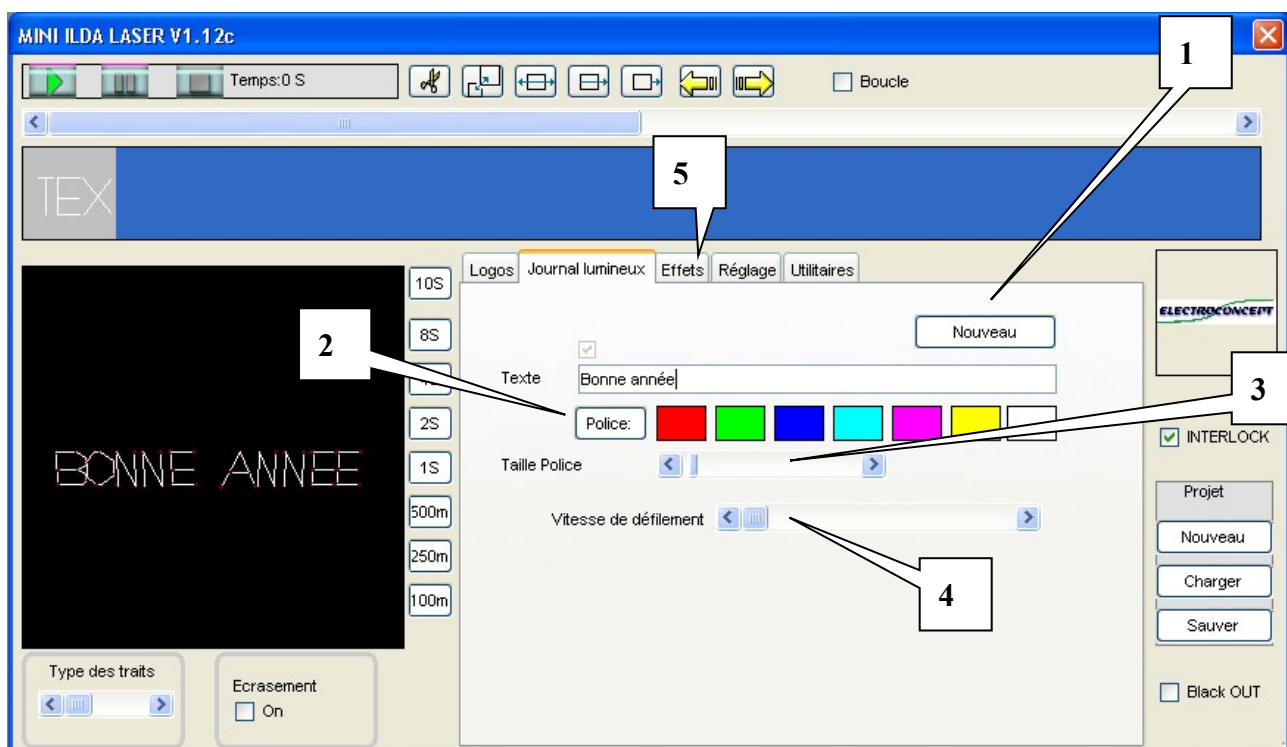 MINI ILDA LASER V1.12c
1
Temps:0 S
Boucle
TEX
5
Logos Journal lumineux Effets Réglage Utilitaires
10S
8S
2S
1S
500m
250m
100m
ELECTROCONCEPT
Nouveau
2
Texte Bonne année
3
Police:
Taille Police
Vitesse de défilement
4
BONNE ANNEE
INTERLOCK
Projet
Nouveau
Charger
Sauver
Black OUT
Type des traits
Ecrasement
On